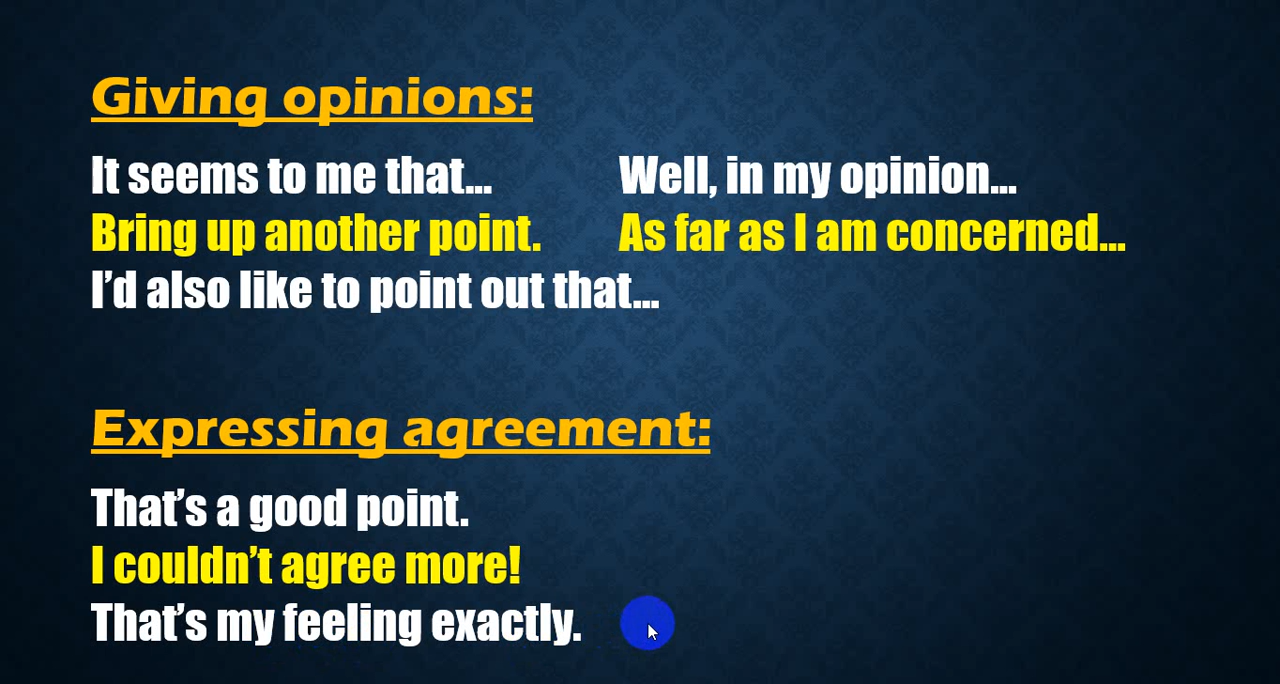 Giving opinions:
It seems to me that... Well, in my opinion...
Bring up another point. As far as I am concerned...
I’d also like to point out that...
Expressing agreement:
That’s a good point.
I couldn’t agree more!
That’s my feeling exactly.